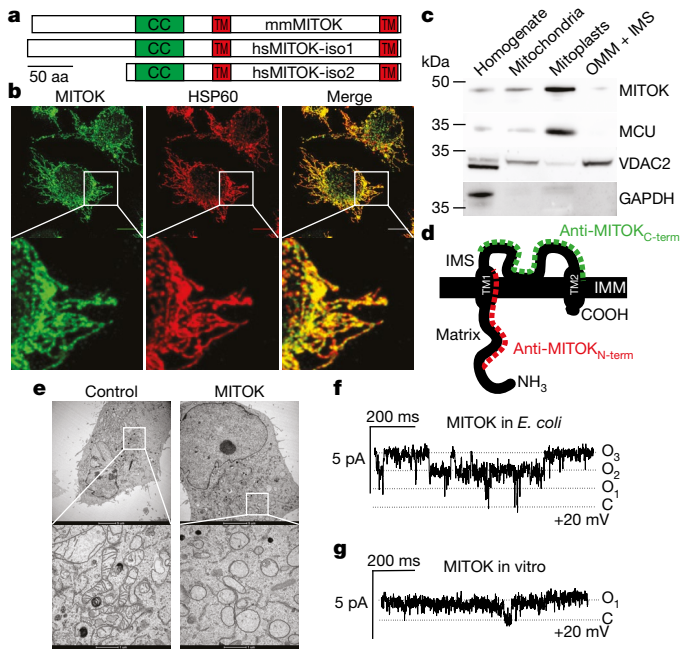 a
CC TM mmMITOK TM
CC TM hsMITOK-iso1 TM
50 aa
CC TM hsMITOK-iso2 TM
b
MITOK HSP60 Merge
c
kDa
Homogenate
Mitochondria
Mitoplasts
OMM + IMS
50 MITOK
35 MCU
35 VDAC2
35 GAPDH
d
Anti-MITOK C-term
IMS
TM1 TM2 IMM
COOH
Matrix
Anti-MITOK N-term
NH3
e
Control MITOK
f
200 ms
MITOK in E. coli
5 pA
O3
O2
O1
C
+20 mV
g
200 ms
MITOK in vitro
5 pA
O1
C
+20 mV